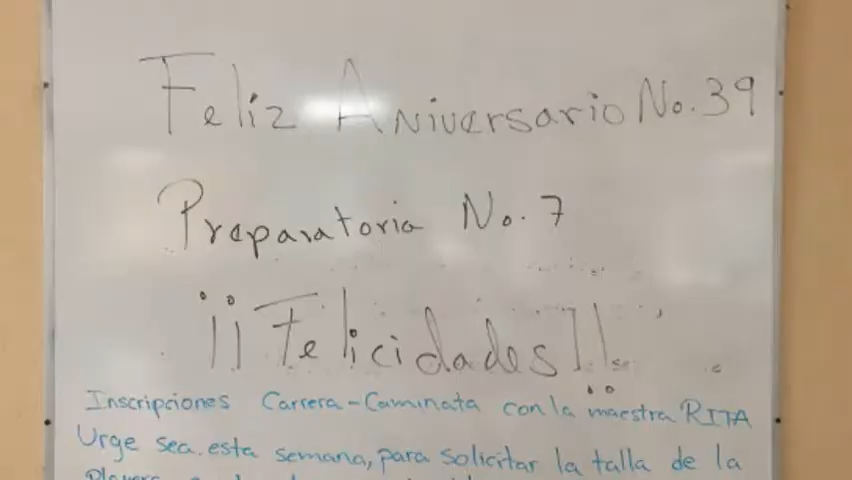 Feliz Aniversario No. 39
Preparatoria No. 7
¡¡Felicidades!!
Inscripciones Carrera-Caminata con la maestra RITA
Urge sea esta semana, para solicitar la talla de la